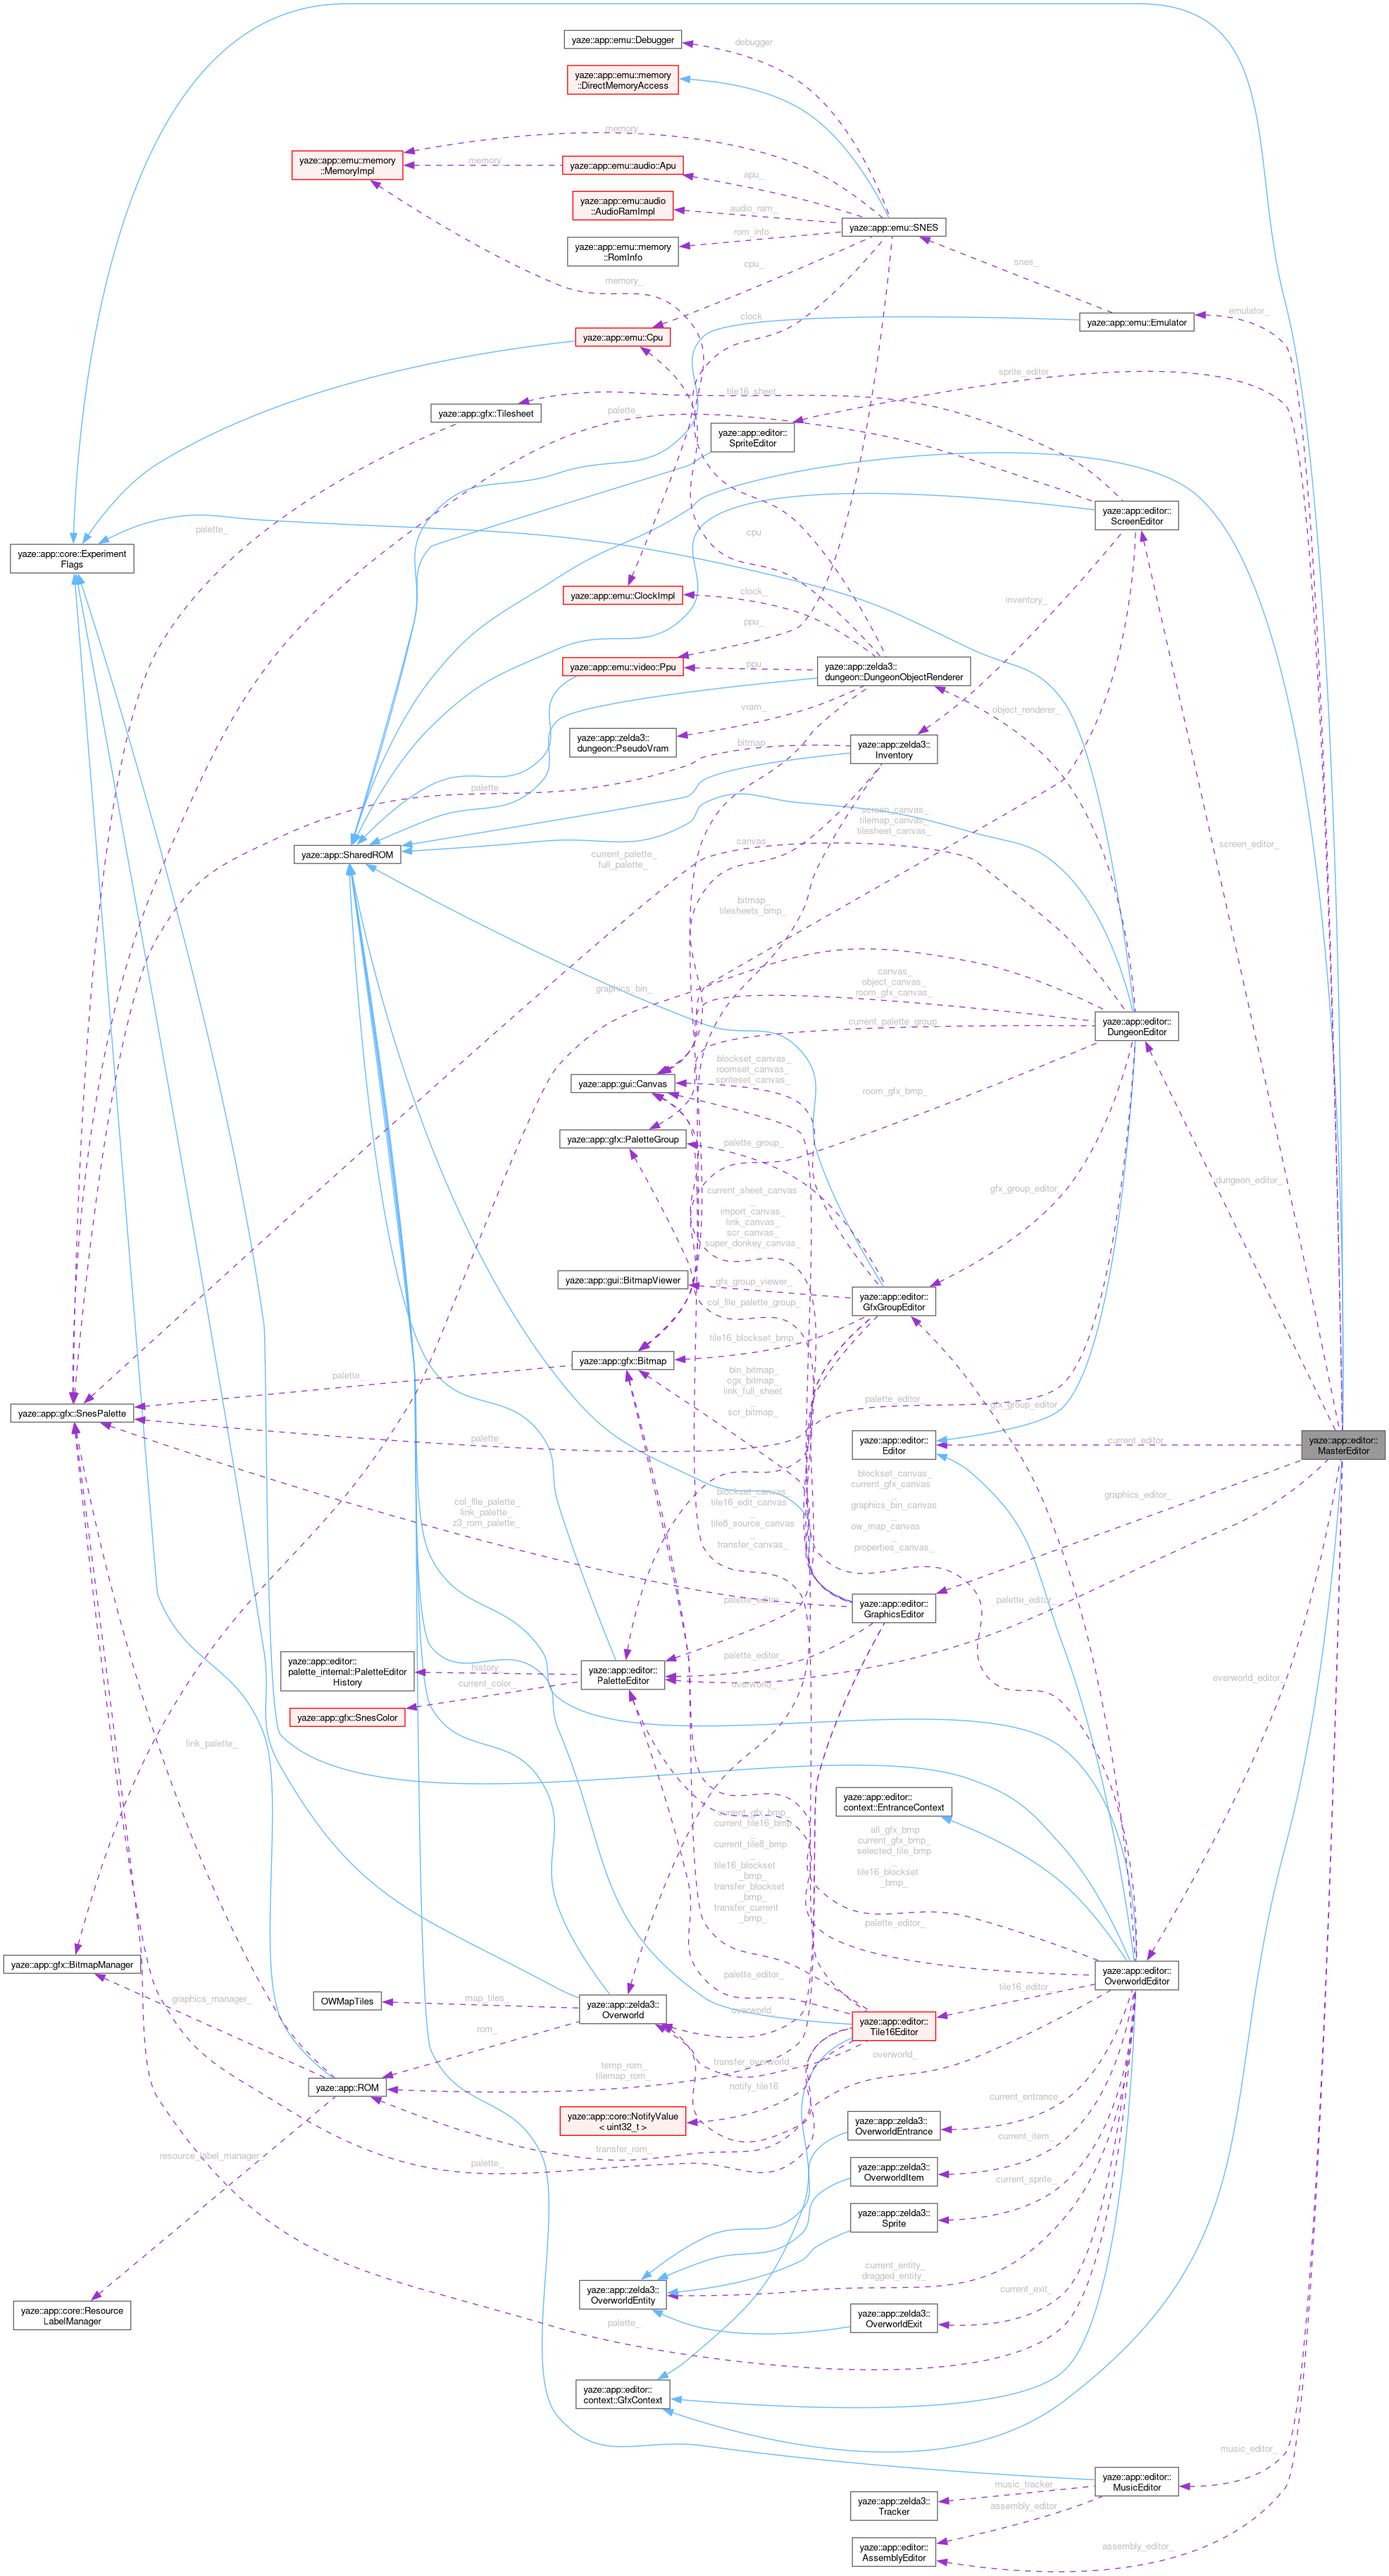 yaze::app::emu::Debugger
debugger
yaze::app::emu::memory
::DirectMemoryAccess
yaze::app::emu::memory
::MemoryImpl
memory_
memory_
yaze::app::emu::audio::Apu
apu_
yaze::app::emu::audio
::AudioRamImpl
audio_ram_
yaze::app::emu::SNES
rom_info_
yaze::app::emu::memory
::RomInfo
cpu_
snes_
memory_
emulator_
clock_
yaze::app::emu::Emulator
yaze::app::emu::Cpu
sprite_editor_
tile16_sheet_
yaze::app::gfx::Tilesheet
palette_
yaze::app::editor::
SpriteEditor
palette_
cpu
yaze::app::editor::
ScreenEditor
yaze::app::core::Experiment
Flags
yaze::app::emu::ClockImpl
clock_
inventory_
ppu_
yaze::app::emu::video::Ppu
ppu
yaze::app::zelda3::
dungeon::DungeonObjectRenderer
vram_
object_renderer_
yaze::app::zelda3::
dungeon::PseudoVram
bitmap_
yaze::app::zelda3::
Inventory
palette_
screen_canvas_
tilemap_canvas_
tilesheet_canvas_
canvas_
screen_editor_
yaze::app::SharedROM
current_palette_
full_palette_
bitmap_
tilesheets_bmp_
graphics_bin_
canvas_
object_canvas_
room_gfx_canvas_
yaze::app::editor::
DungeonEditor
current_palette_group_
blockset_canvas_
roomset_canvas_
spriteset_canvas_
yaze::app::gui::Canvas
room_gfx_bmp_
yaze::app::gfx::PaletteGroup
palette_group_
gfx_group_editor_
dungeon_editor_
current_sheet_canvas
_
import_canvas_
link_canvas_
scr_canvas_
super_donkey_canvas_
yaze::app::gui::BitmapViewer
gfx_group_viewer_
yaze::app::editor::
GfxGroupEditor
col_file_palette_group_
tile16_blockset_bmp_
yaze::app::gfx::Bitmap
palette_
bin_bitmap_
cgx_bitmap_
link_full_sheet
_
scr_bitmap_
palette_editor_
gfx_group_editor_
yaze::app::gfx::SnesPalette
palette_
yaze::app::editor::
Editor
current_editor_
yaze::app::editor::
MasterEditor
blockset_canvas_
current_gfx_canvas
_
graphics_bin_canvas
_
ow_map_canvas
_
properties_canvas_
graphics_editor_
col_file_palette_
link_palette_
z3_rom_palette_
blockset_canvas_
tile16_edit_canvas
_
tile8_source_canvas
_
transfer_canvas_
palette_editor_
yaze::app::editor::
GraphicsEditor
palette_editor_
yaze::app::editor::
palette_internal::PaletteEditor
History
history_
yaze::app::editor::
PaletteEditor
palette_editor_
current_color_
overworld_
overworld_editor_
yaze::app::gfx::SnesColor
link_palette_
yaze::app::editor::
context::EntranceContext
current_gfx_bmp_
current_tile16_bmp
_
current_tile8_bmp
_
tile16_blockset
_bmp_
transfer_blockset
_bmp_
transfer_current
_bmp_
all_gfx_bmp
current_gfx_bmp_
selected_tile_bmp
_
tile16_blockset
_bmp_
palette_editor_
yaze::app::gfx::BitmapManager
palette_editor_
yaze::app::editor::
OverworldEditor
tile16_editor_
graphics_manager_
OWMapTiles
map_tiles_
yaze::app::zelda3::
Overworld
overworld_
yaze::app::editor::
Tile16Editor
rom_
overworld_
temp_rom_
tilemap_rom_
transfer_overworld_
yaze::app::ROM
notify_tile16
current_entrance_
yaze::app::core::NotifyValue
< uint32_t >
yaze::app::zelda3::
OverworldEntrance
current_item_
resource_label_manager_
palette_
transfer_rom_
yaze::app::zelda3::
OverworldItem
current_sprite_
yaze::app::zelda3::
Sprite
current_entity_
dragged_entity_
yaze::app::zelda3::
OverworldEntity
current_exit_
yaze::app::core::Resource
LabelManager
palette_
yaze::app::zelda3::
OverworldExit
yaze::app::editor::
context::GfxContext
music_editor_
yaze::app::editor::
MusicEditor
music_tracker_
yaze::app::zelda3::
Tracker
assembly_editor_
yaze::app::editor::
AssemblyEditor
assembly_editor_